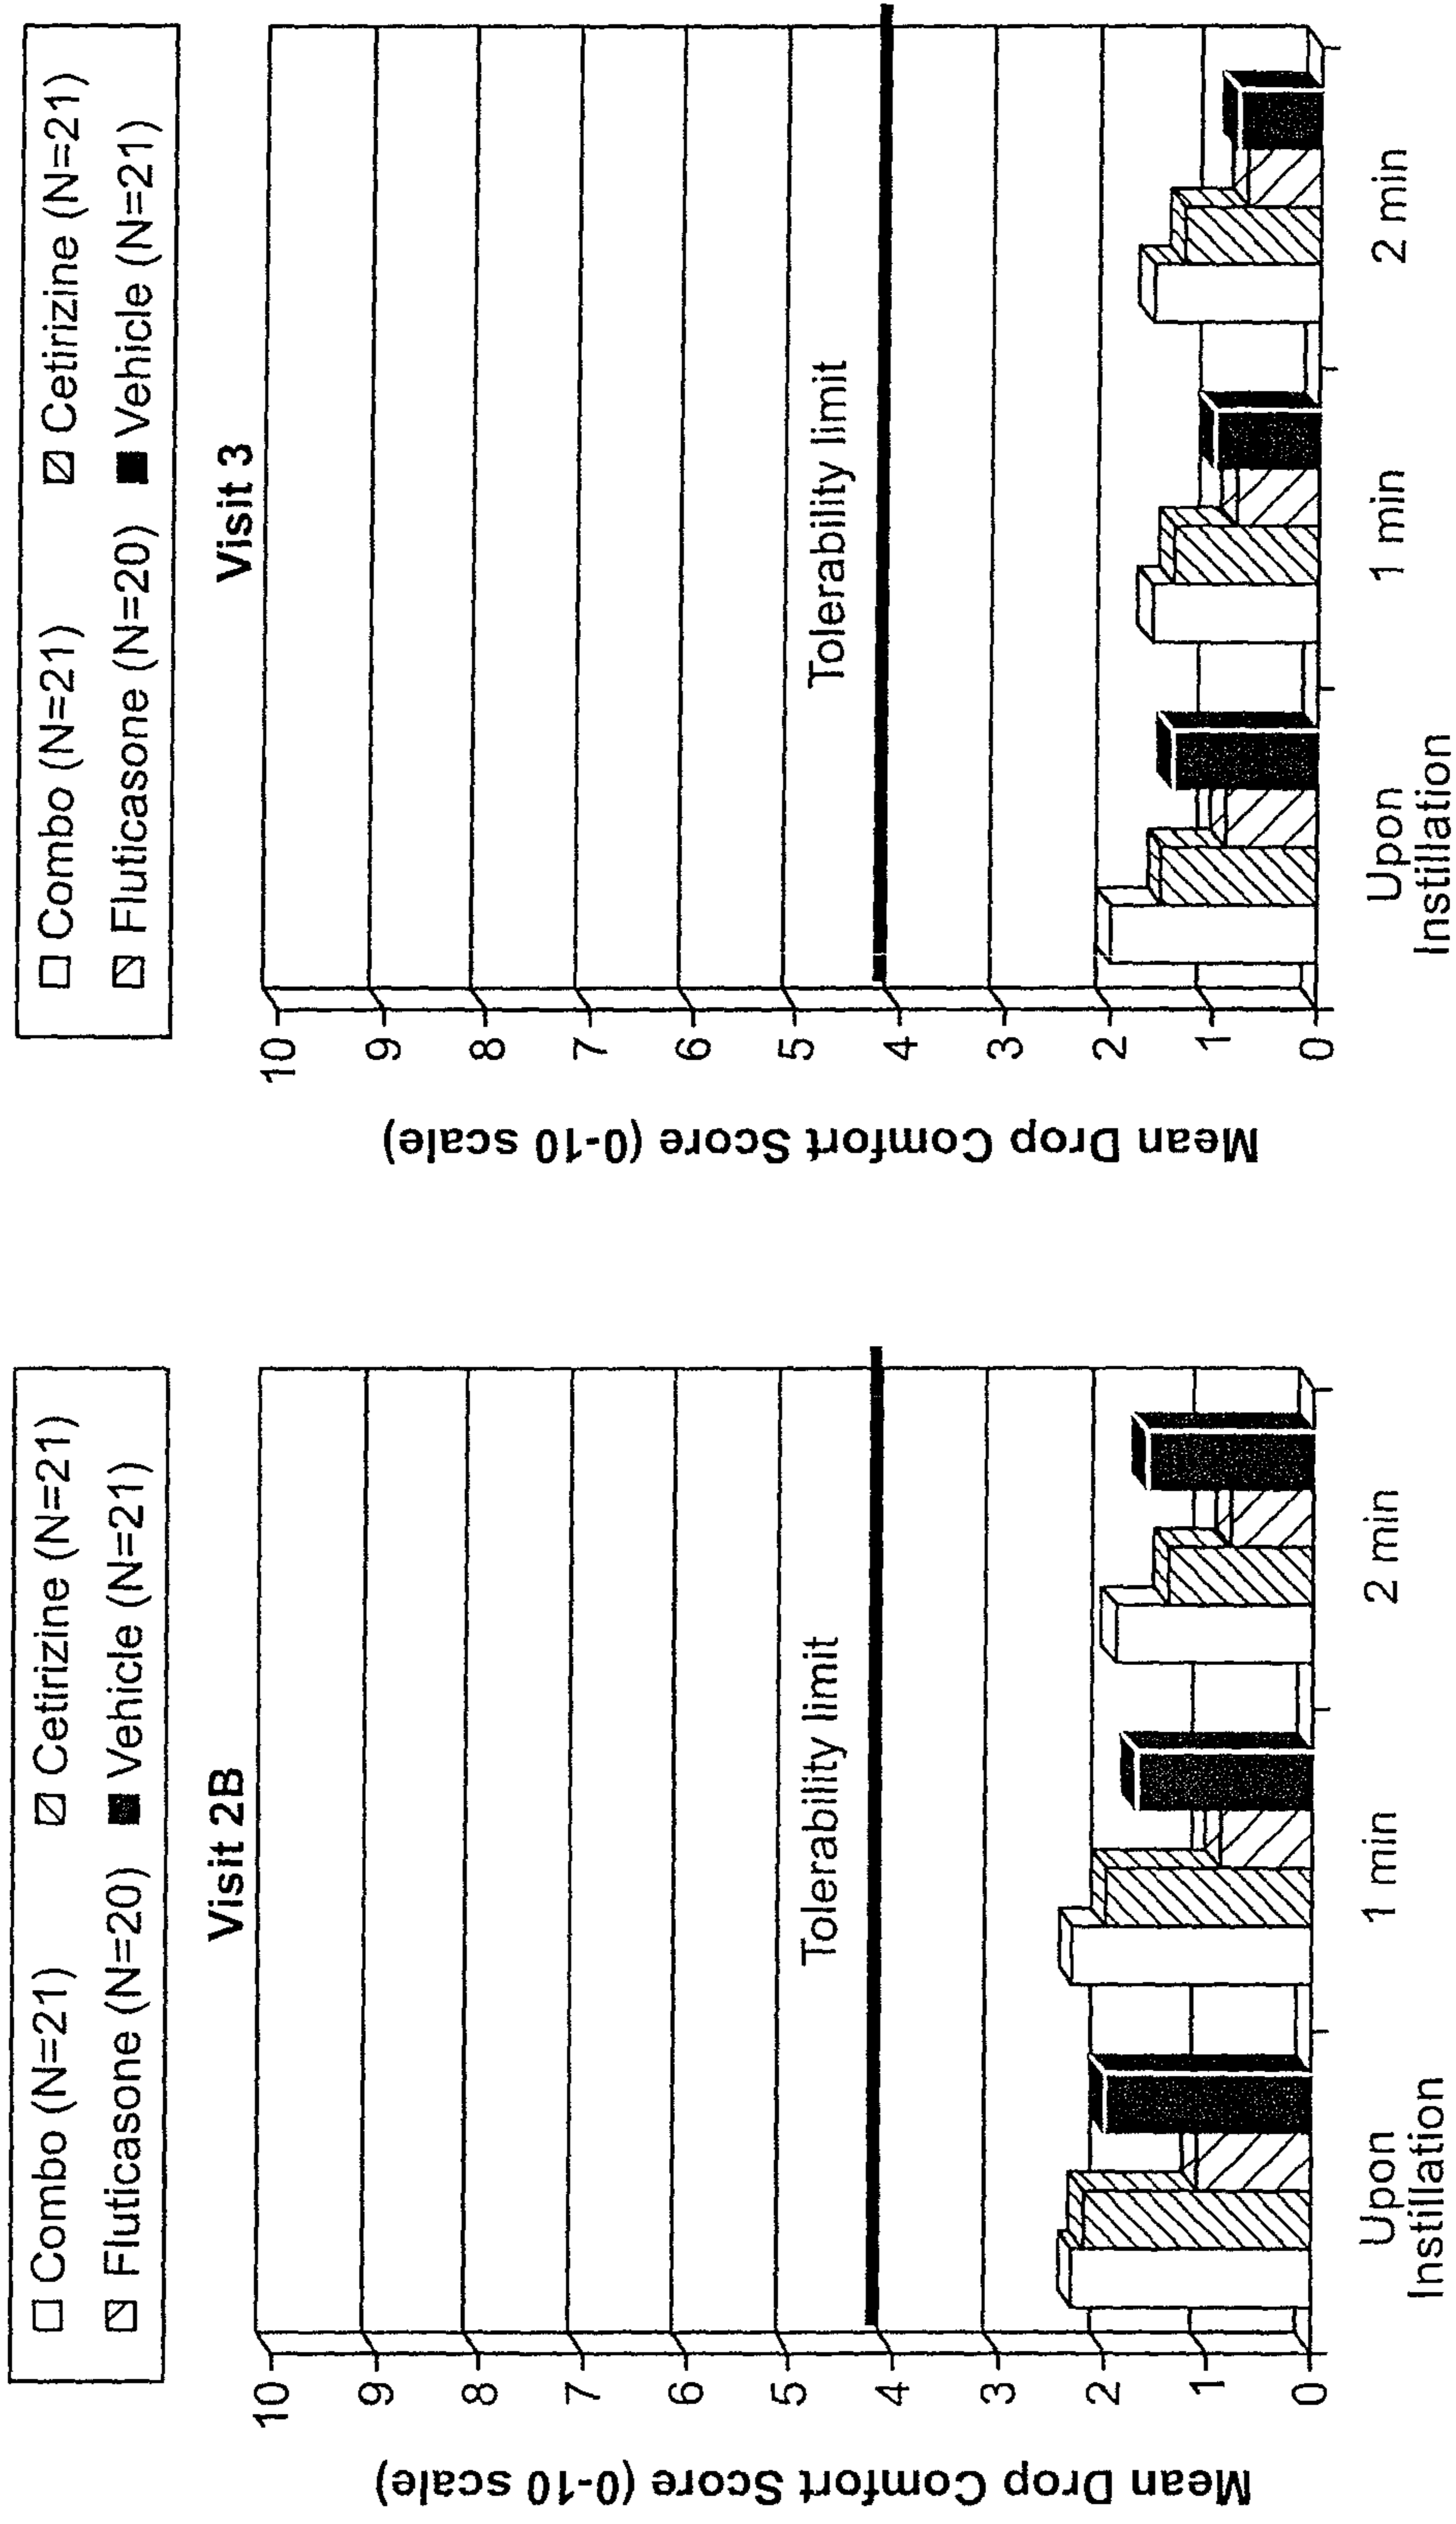 Combo (N=21) Cetirizine (N=21)
Fluticasone (N=20) Vehicle (N=21)
Visit 2B
Mean Drop Comfort Score (0-10 scale)
10
9
8
7
6
5
4
3
2
1
0
Tolerability limit
Upon
Instillation
1 min
2 min
Combo (N=21) Cetirizine (N=21)
Fluticasone (N=20) Vehicle (N=21)
Visit 3
Mean Drop Comfort Score (0-10 scale)
10
9
8
7
6
5
4
3
2
1
0
Tolerability limit
Upon
Instillation
1 min
2 min